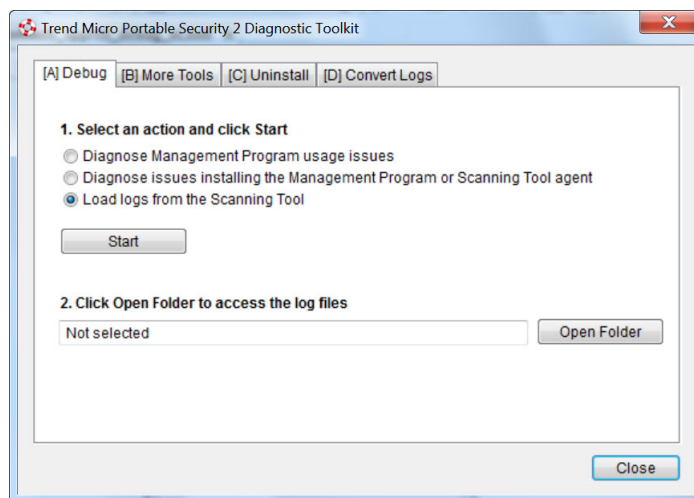 Trend Micro Portable Security 2 Diagnostic Toolkit
[A] Debug [B] More Tools [C] Uninstall [D] Convert Logs
1. Select an action and click Start
Diagnose Management Program usage issues
Diagnose issues installing the Management Program or Scanning Tool agent
Load logs from the Scanning Tool
Start
2. Click Open Folder to access the log files
Not selected
Open Folder
Close